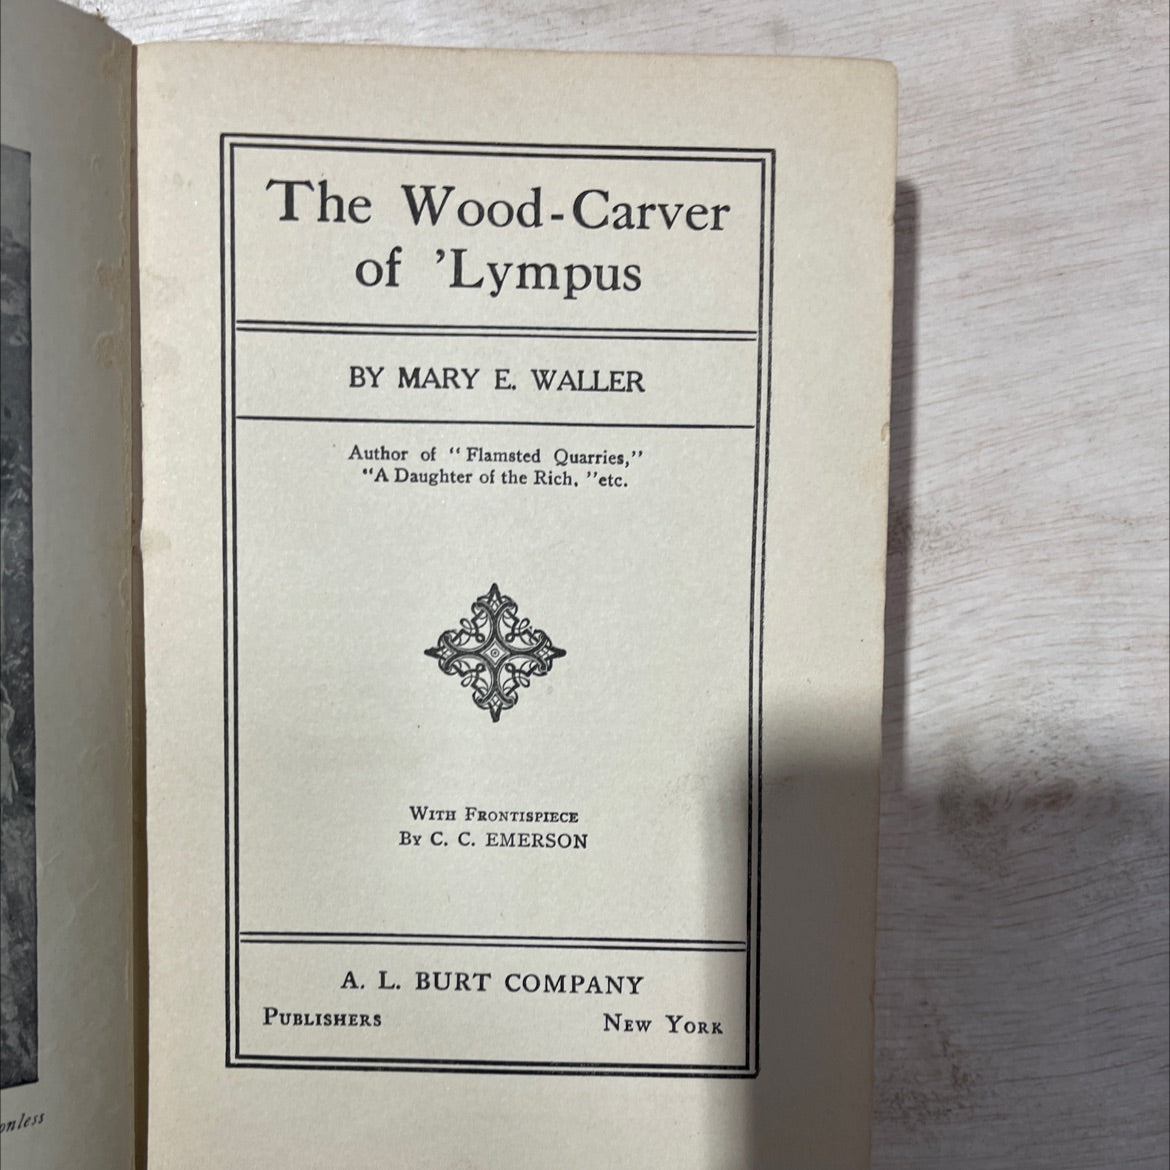 The Wood-Carver
of 'Lympus
BY MARY E. WALLER
Author of "Flamsted Quarries,"
"A Daughter of the Rich, "etc.
With Frontispiece
By C. C. EMERSON
A. L. BURT COMPANY
Publishers New York